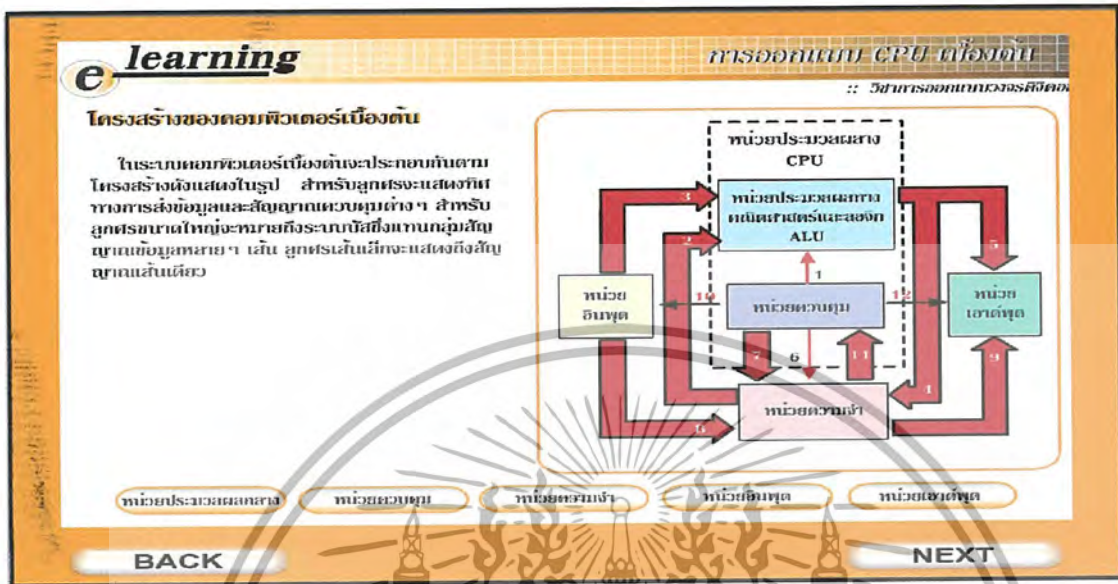 e learning
การออกแบบ CPU เบื้องต้น
:: วิชาการออกแบบวงจรดิจิตอ
โครงสร้างของคอมพิวเตอร์เบื้องต้น
ในระบบคอมพิวเตอร์เบื้องต้นจะประกอบกันตาม
โครงสร้างดังแสดงในรูป สำหรับลูกศรจะแสดงทิศ
ทางการส่งข้อมูลและสัญญาณควบคุมต่าง ๆ สำหรับ
ลูกศรขนาดใหญ่จะหมายถึงระบบบัสซึ่งแทนกลุ่มสัญ
ญาณข้อมูลหลาย ๆ เส้น ลูกศรเส้นเล็กจะแสดงถึงสัญ
ญาณเส้นเดียว
หน่วยประมวลผลาง
CPU
หน่วยประมวลผลทาง
คณิตศาสตร์และลอจิก
ALU
3
2
5
1
หน่วย
อินพุต
10
หน่วยควบคุม
12
หน่วย
เอาต์พุต
7
6
11
9
หน่วยความจำ
หน่วยประมวลผลกลาง
หน่วยควบคุม
หน่วยความจำ
หน่วยอินพุต
หน่วยเอาต์พุต
BACK
NEXT